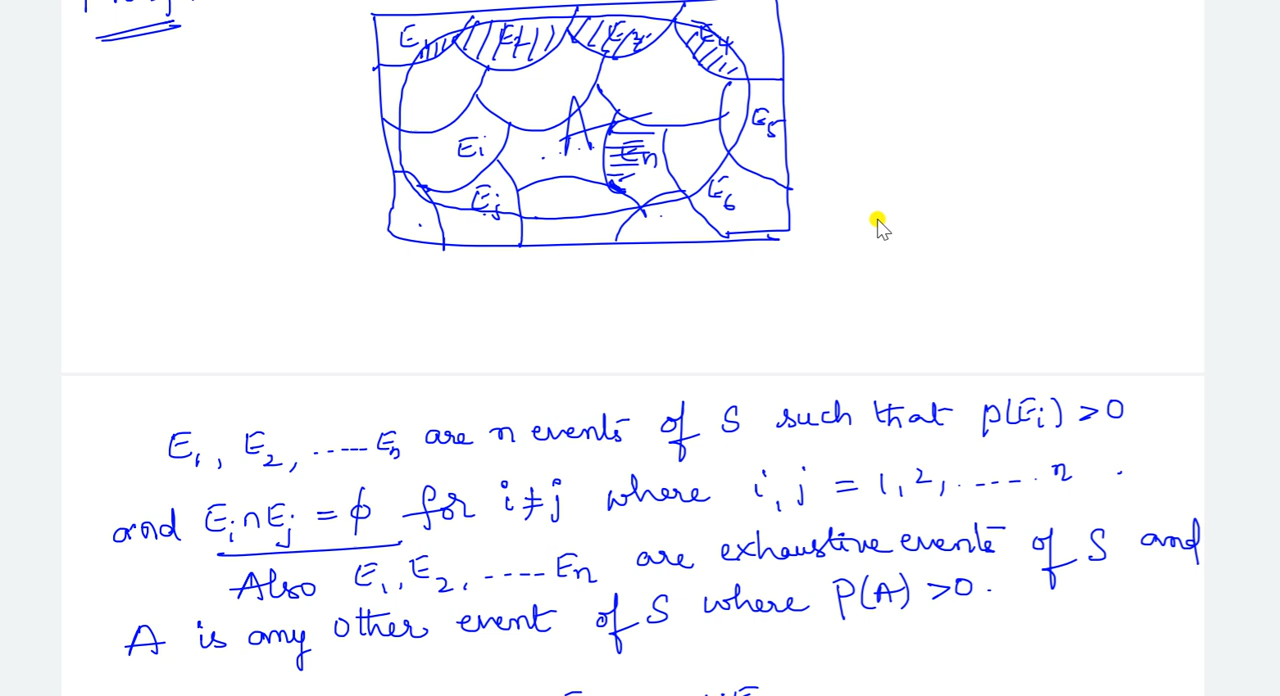 E₁ E₂ E₃ E₄
A E₅
Ei En
Ej E₆
E₁, E₂, ..... Eₙ are n events of S such that p(Ei) > 0
and Ei ∩ Ej = ϕ for i ≠ j where i, j = 1, 2, ..... n .
Also E₁, E₂, ..... En are exhaustive events of S and
A is any other event of S where P(A) > 0.